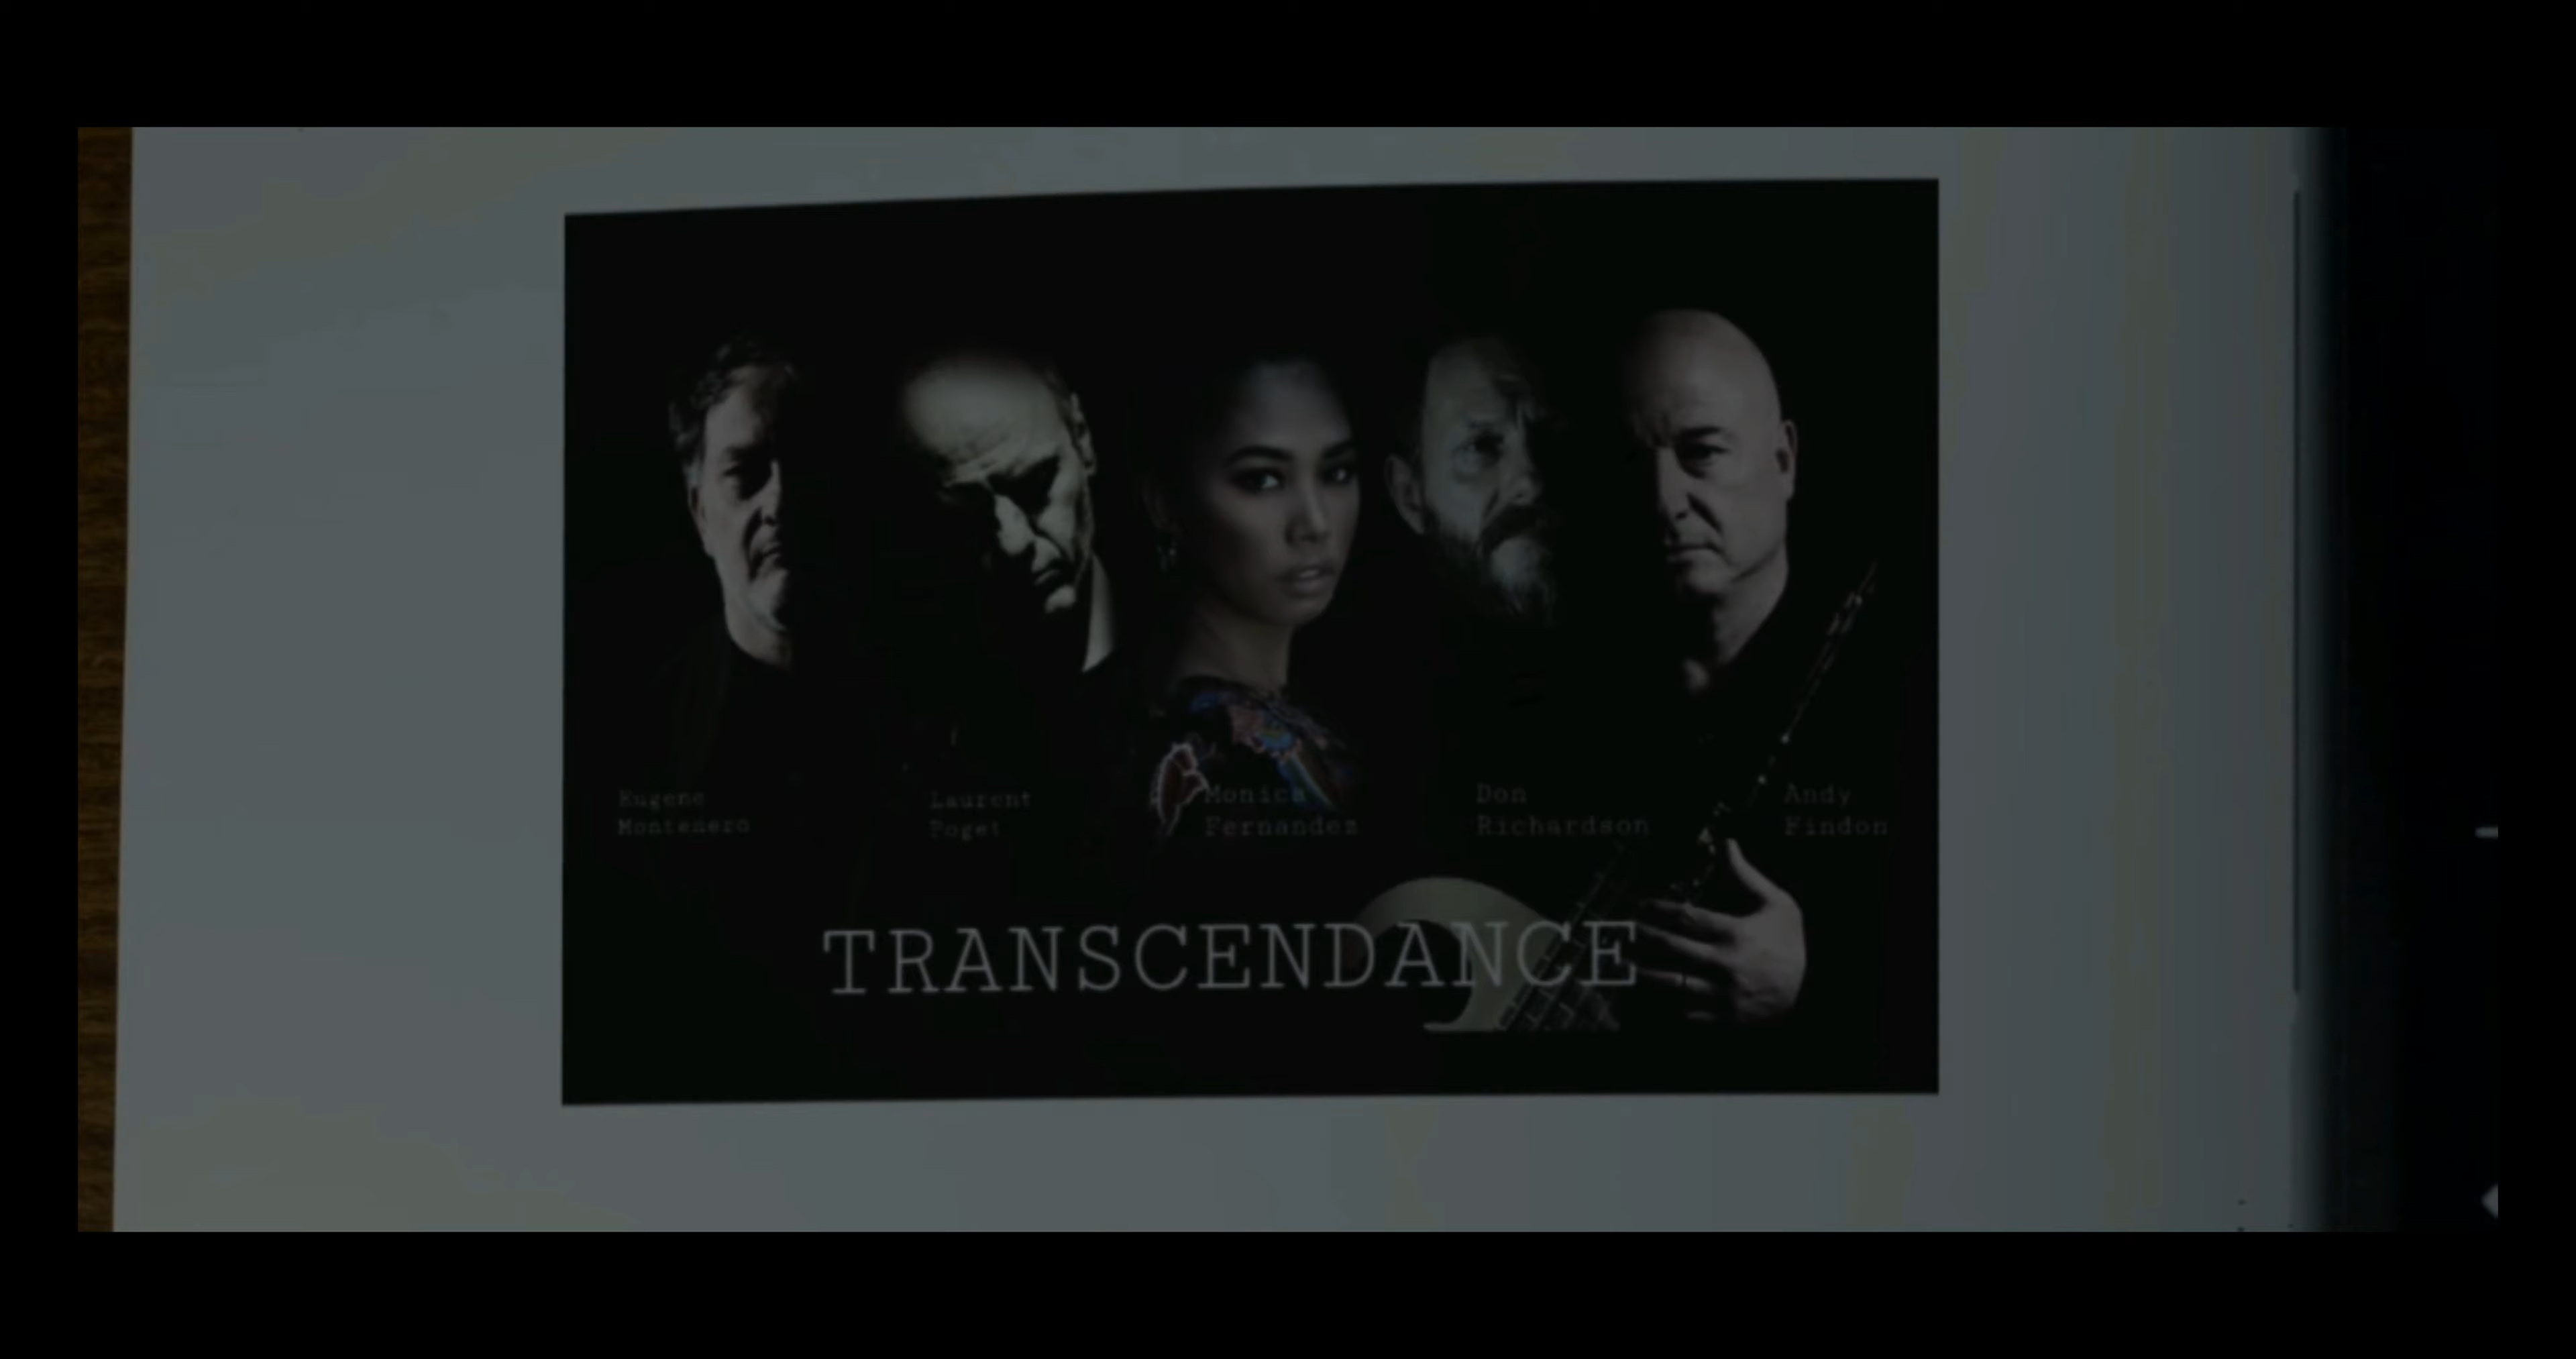 Eugene
Montenero
Laurent
Poget
Monica
Fernandez
Don
Richardson
Andy
Findon
TRANSCENDANCE